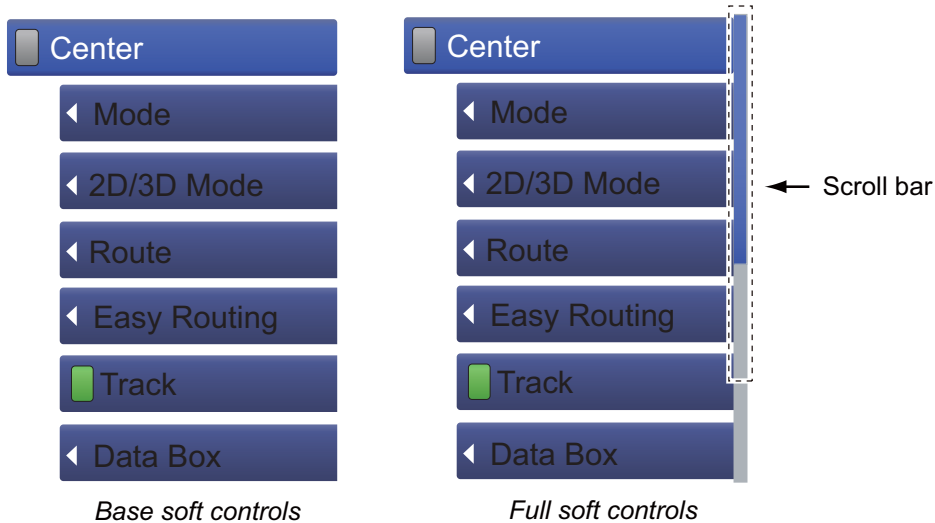 Center
Mode
2D/3D Mode
Route
Easy Routing
Track
Data Box
Base soft controls
Center
Mode
2D/3D Mode
Route
Easy Routing
Track
Data Box
Full soft controls
Scroll bar